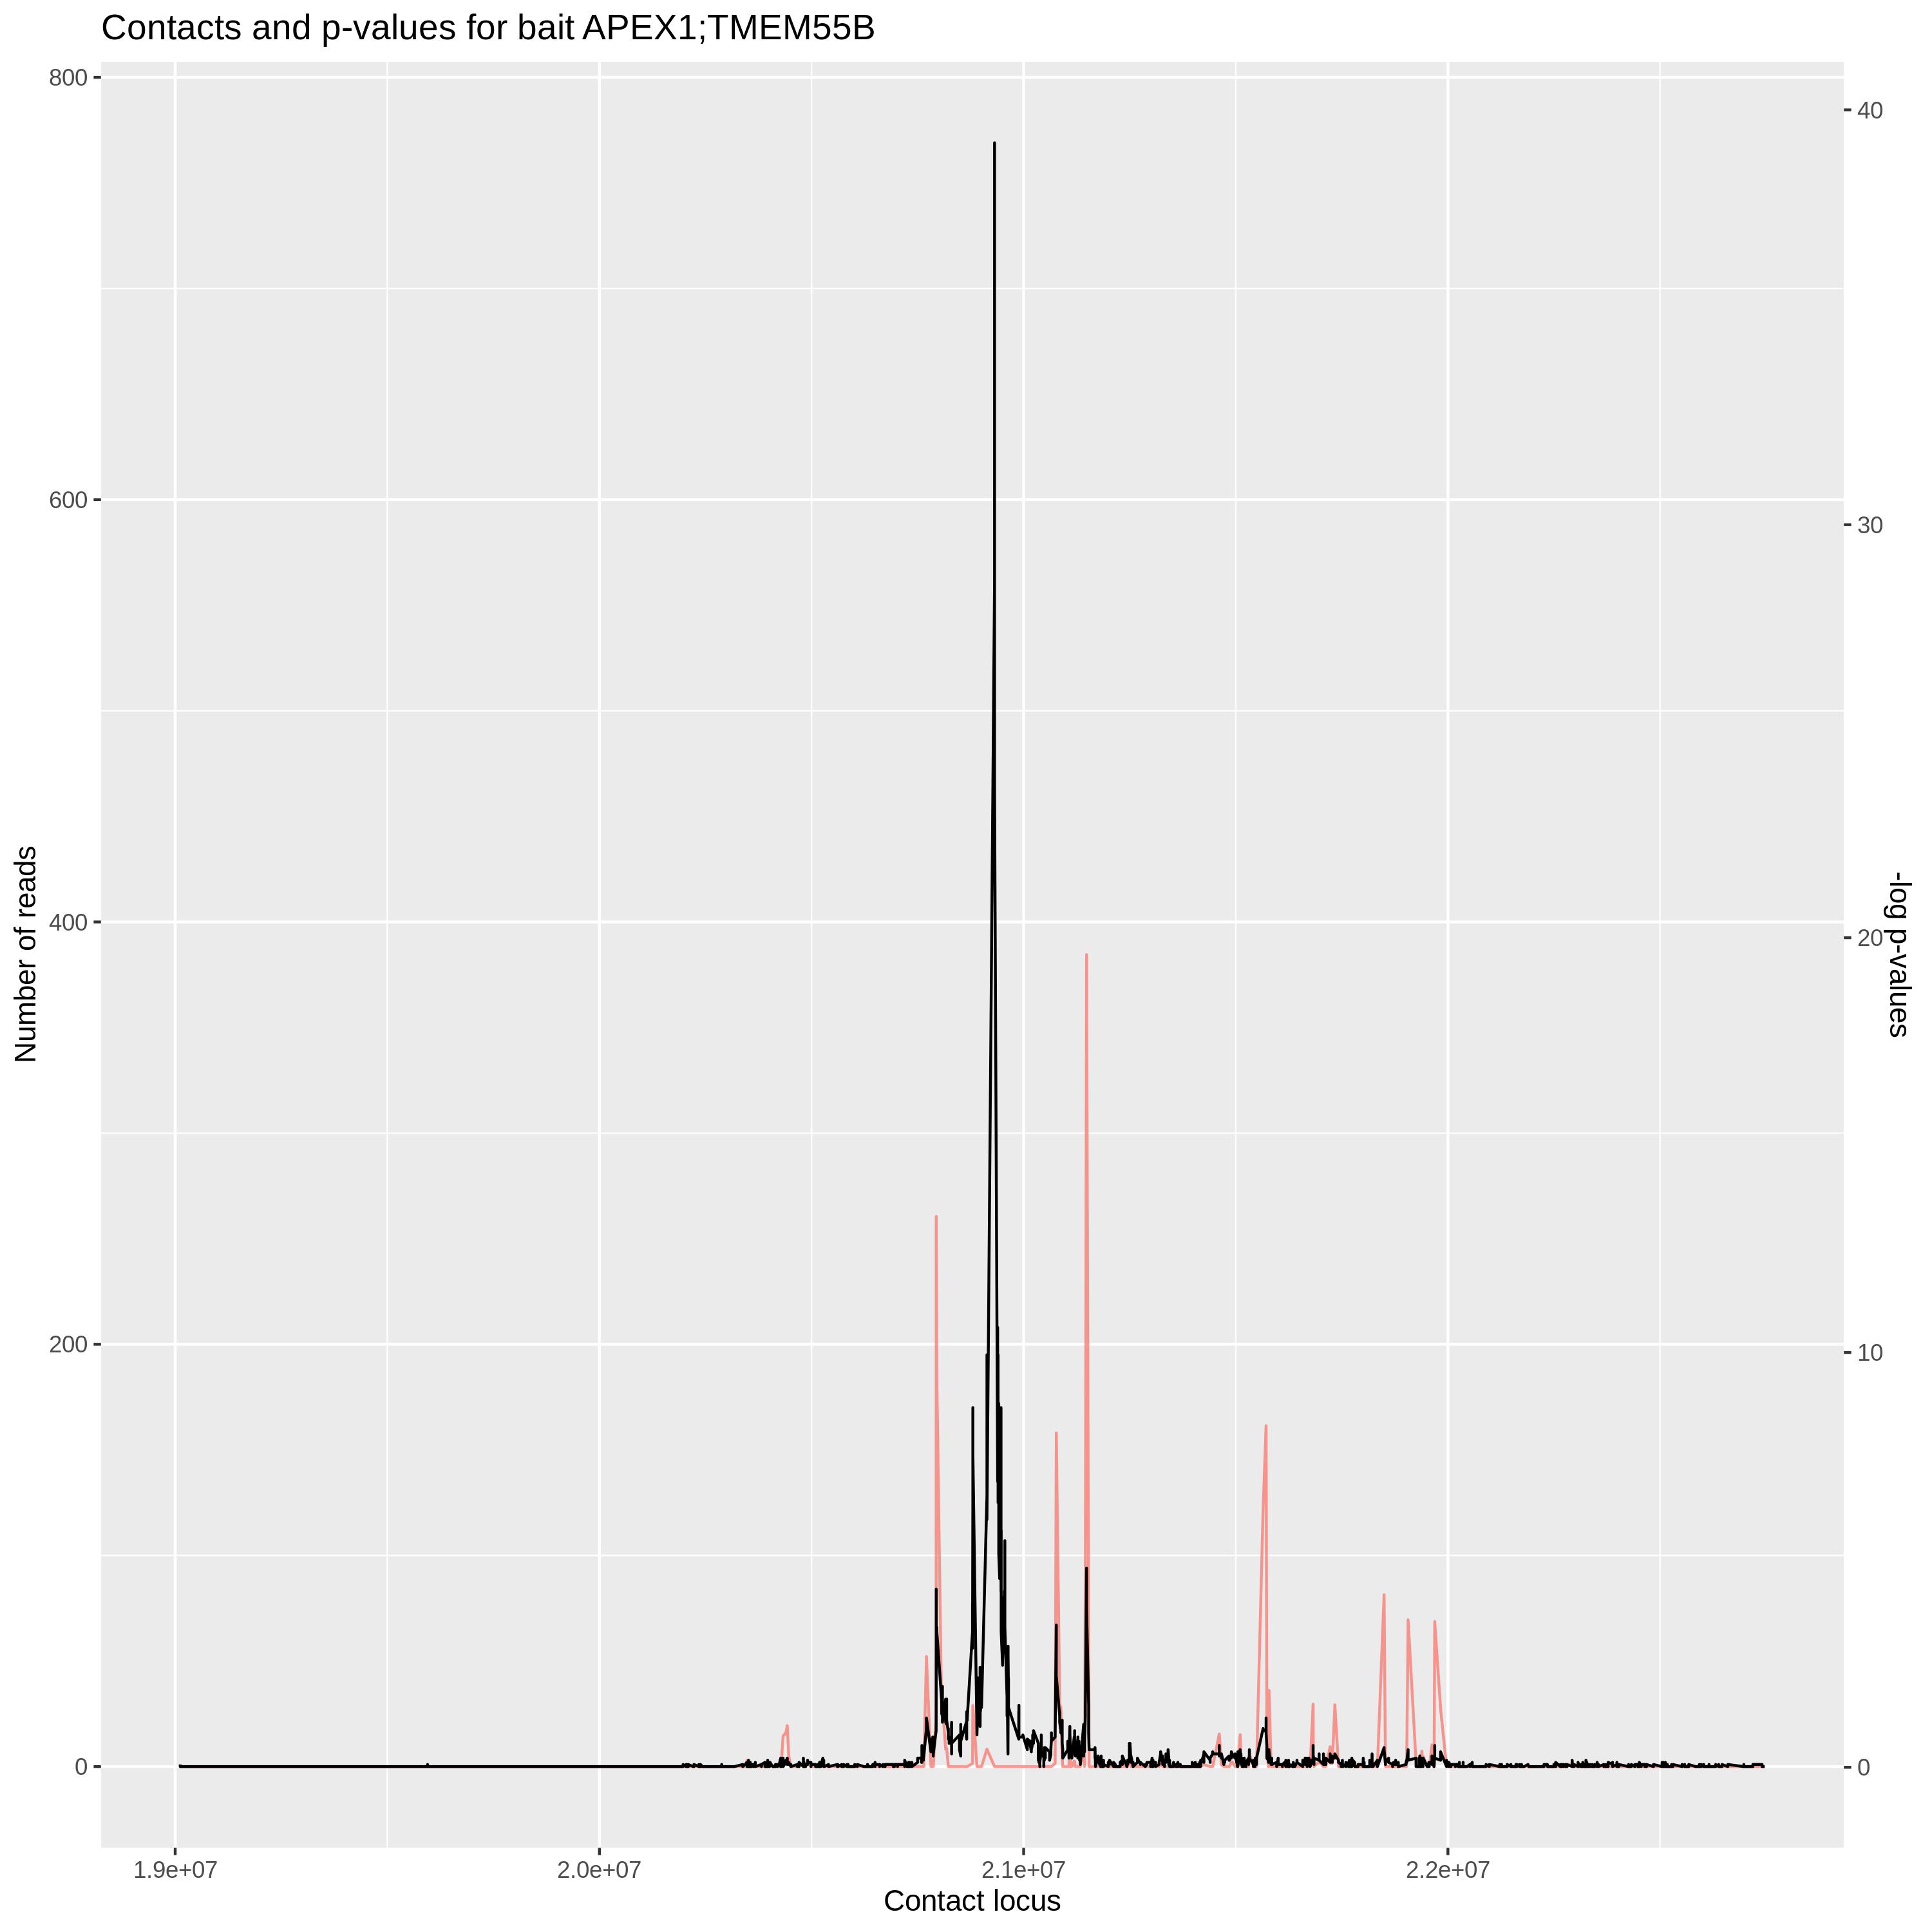 Contacts and p-values for bait APEX1;TMEM55B
800
600
400
200
0
Number of reads
40
30
20
10
0
-log p-values
1.9e+07
2.0e+07
2.1e+07
2.2e+07
Contact locus